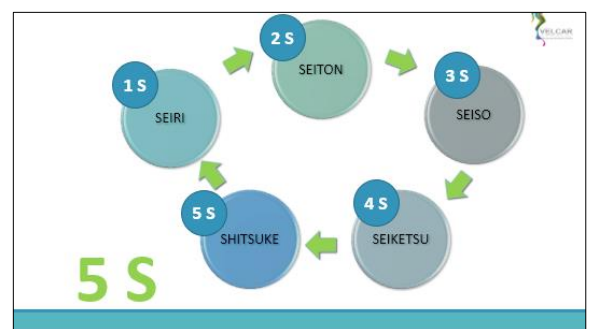 VELCAR
1 S
SEIRI
2 S
SEITON
3 S
SEISO
4 S
SEIKETSU
5 S
SHITSUKE
5 S